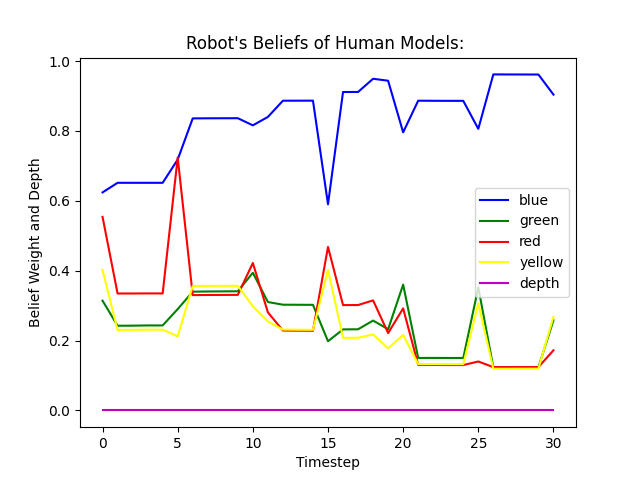 Robot's Beliefs of Human Models:
1.0
0.8
0.6
0.4
0.2
0.0
Belief Weight and Depth
blue
green
red
yellow
depth
0 5 10 15 20 25 30
Timestep